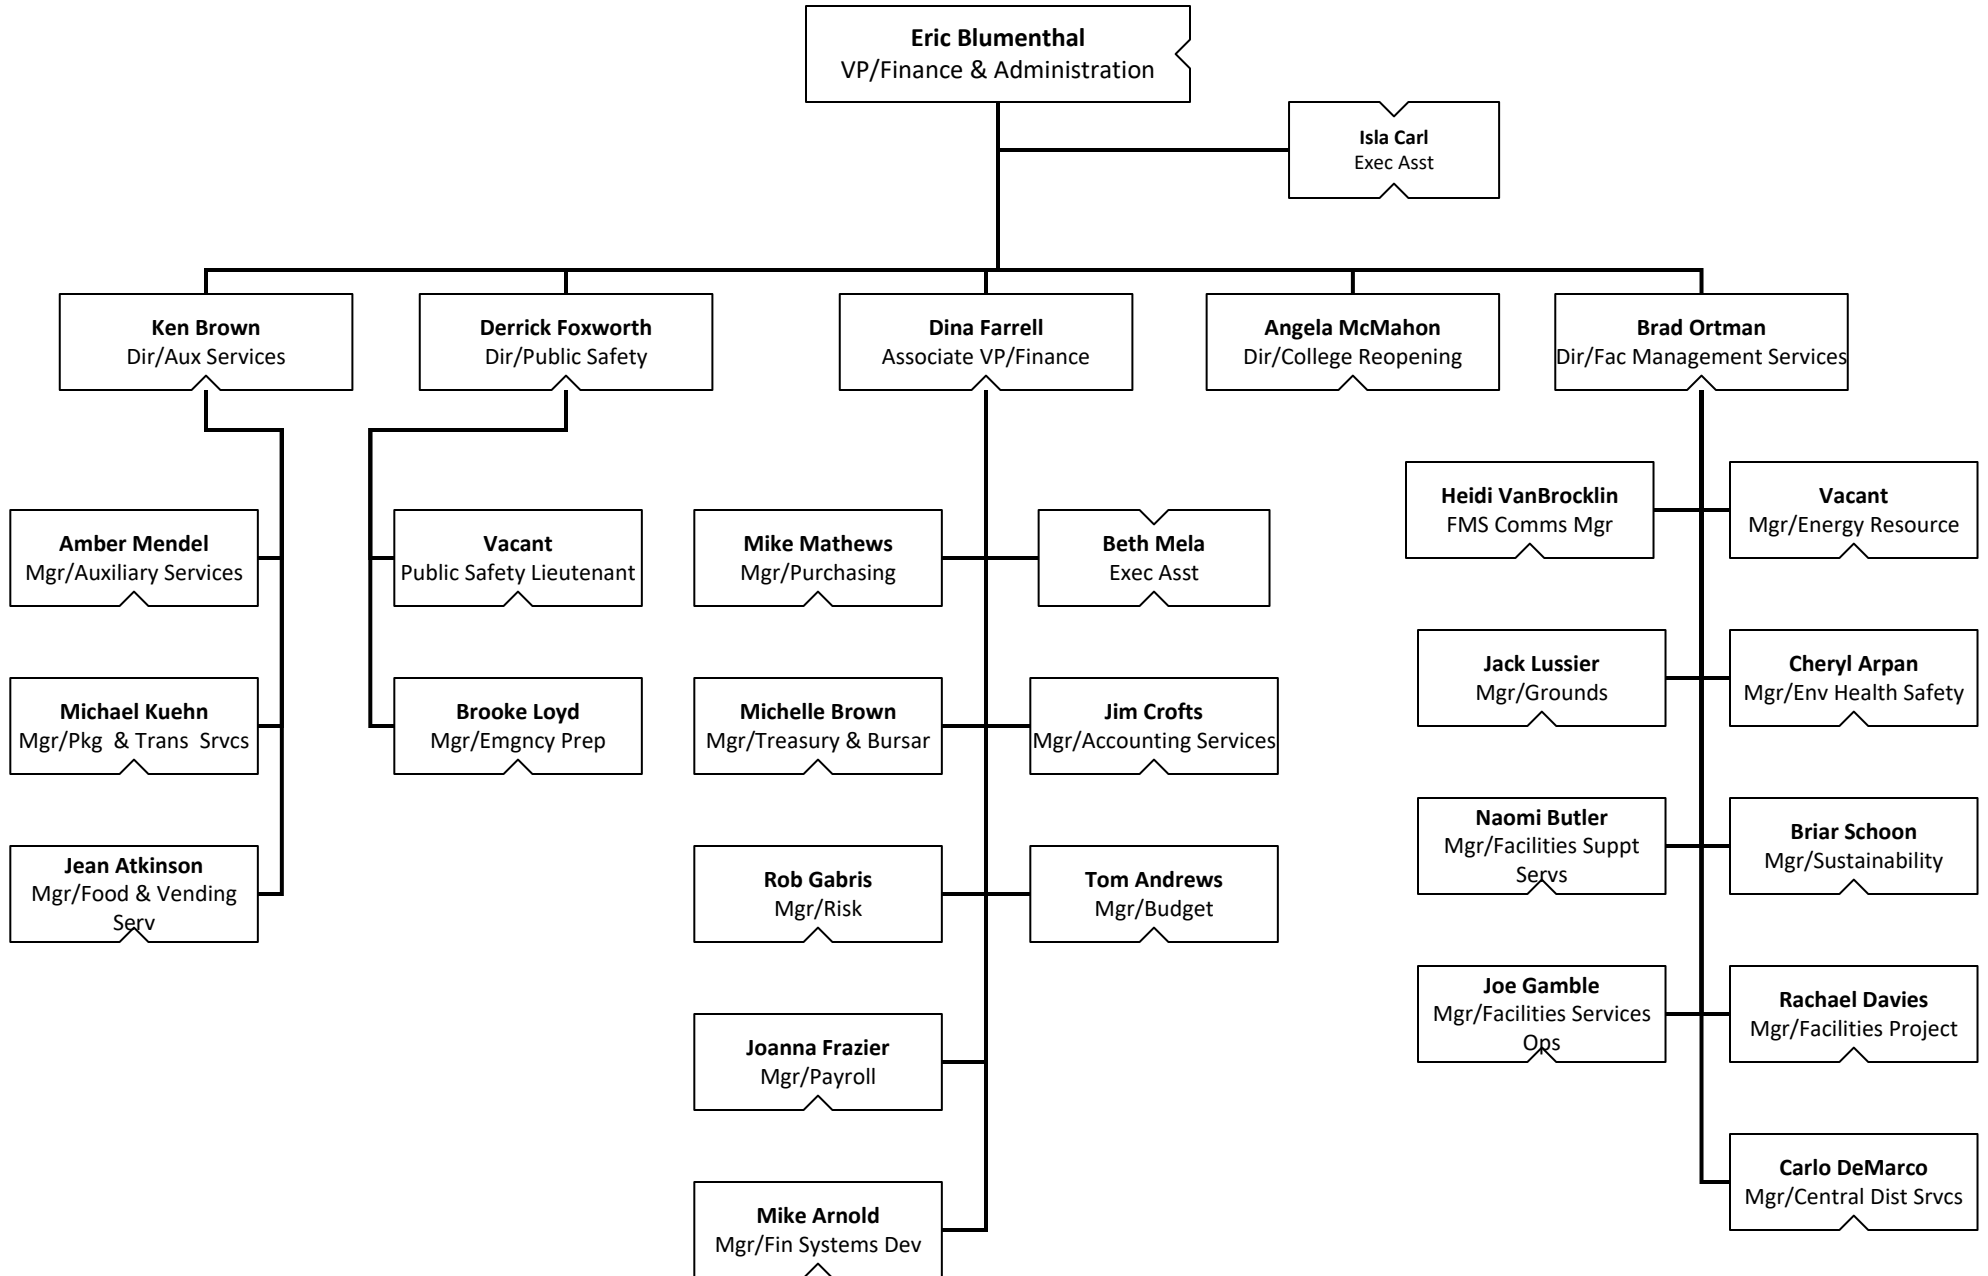 Eric Blumenthal
VP/Finance & Administration
Isla Carl
Exec Asst
Ken Brown
Dir/Aux Services
Derrick Foxworth
Dir/Public Safety
Dina Farrell
Associate VP/Finance
Angela McMahon
Dir/College Reopening
Brad Ortman
Dir/Fac Management Services
Amber Mendel
Mgr/Auxiliary Services
Michael Kuehn
Mgr/Pkg & Trans Srvcs
Jean Atkinson
Mgr/Food & Vending
Serv
Vacant
Public Safety Lieutenant
Brooke Loyd
Mgr/Emgncy Prep
Mike Mathews
Mgr/Purchasing
Beth Mela
Exec Asst
Michelle Brown
Mgr/Treasury & Bursar
Jim Crofts
Mgr/Accounting Services
Rob Gabris
Mgr/Risk
Tom Andrews
Mgr/Budget
Joanna Frazier
Mgr/Payroll
Mike Arnold
Mgr/Fin Systems Dev
Heidi VanBrocklin
FMS Comms Mgr
Vacant
Mgr/Energy Resource
Jack Lussier
Mgr/Grounds
Cheryl Arpan
Mgr/Env Health Safety
Naomi Butler
Mgr/Facilities Suppt
Servs
Briar Schoon
Mgr/Sustainability
Joe Gamble
Mgr/Facilities Services
Ops
Rachael Davies
Mgr/Facilities Project
Carlo DeMarco
Mgr/Central Dist Srvcs